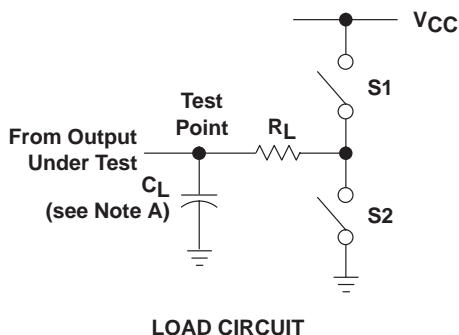 VCC
S1
Test
Point
RL
From Output
Under Test
CL
(see Note A)
S2
LOAD CIRCUIT